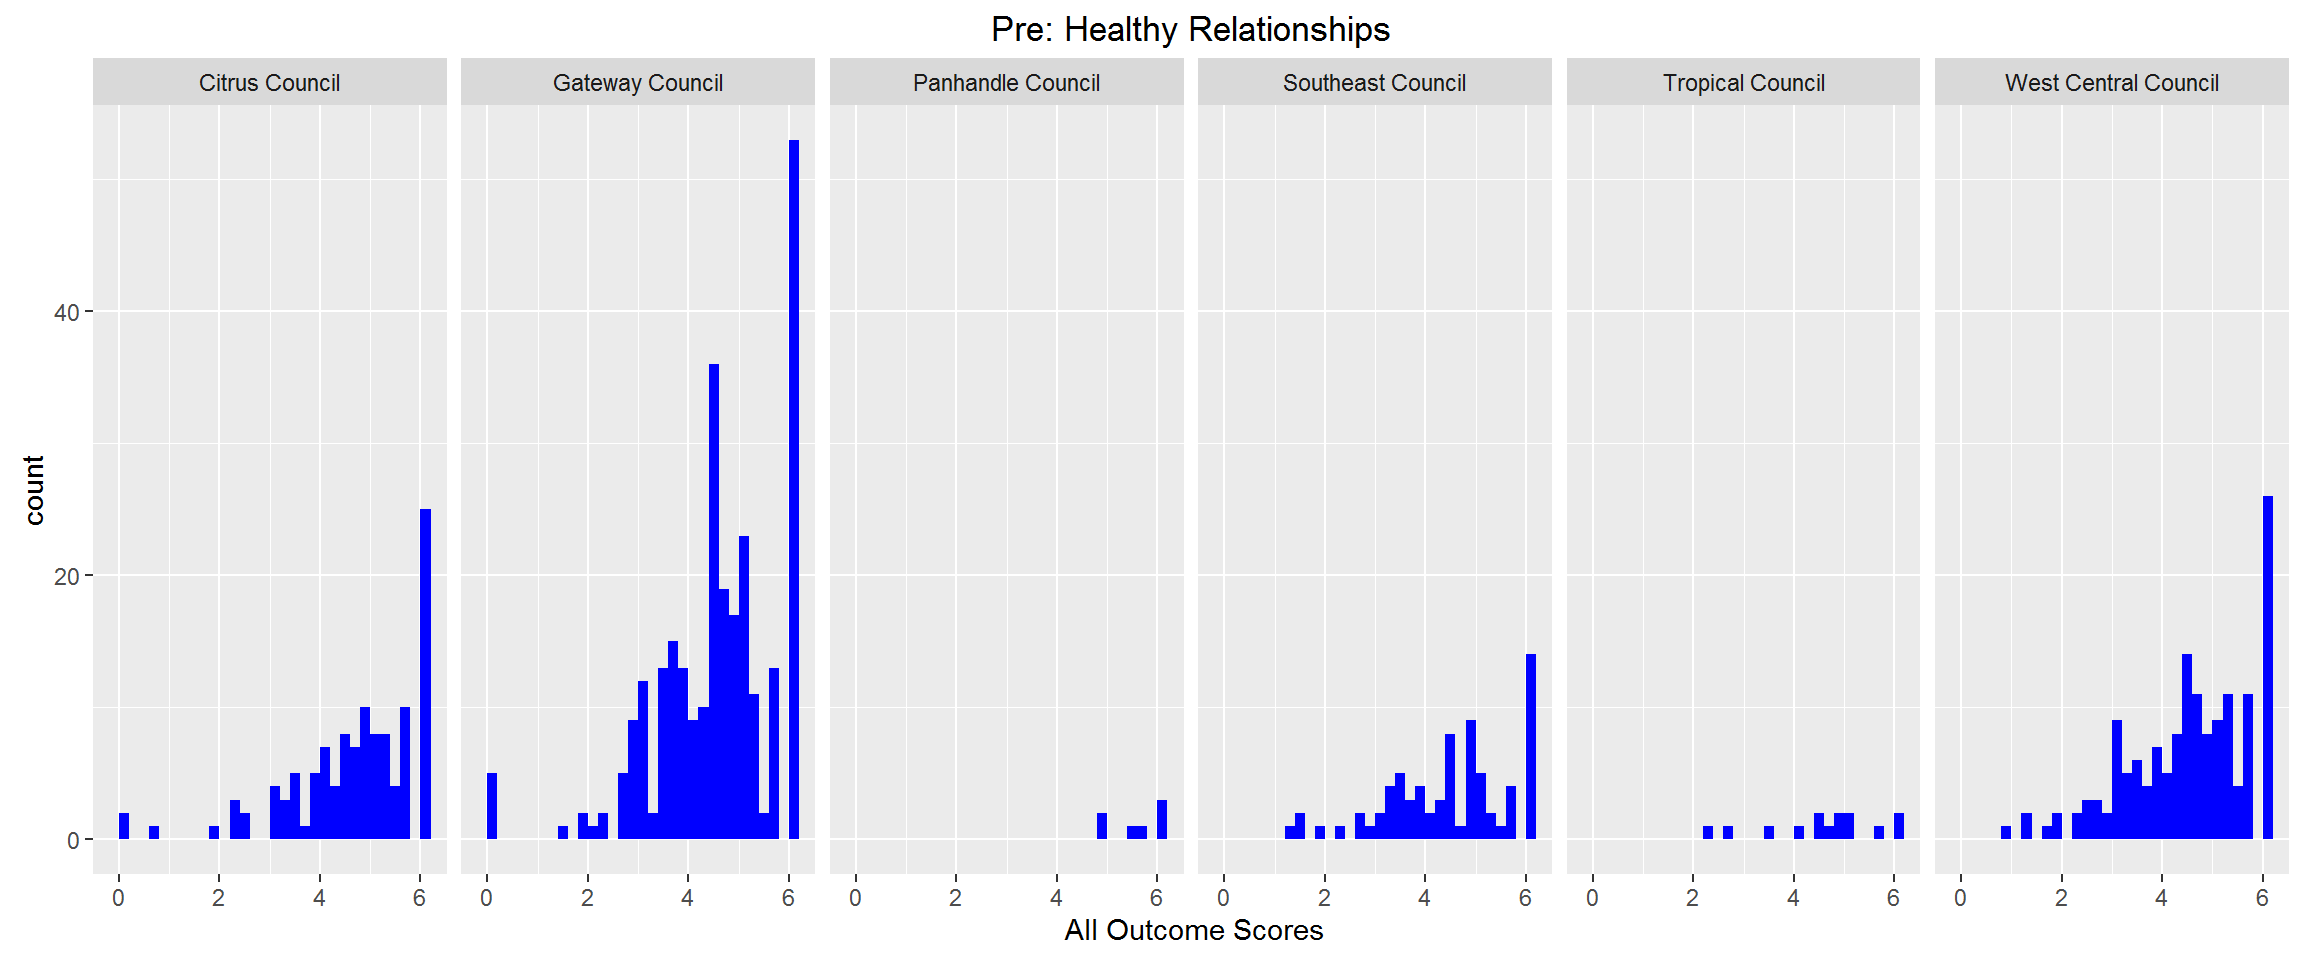 Pre: Healthy Relationships
Citrus Council Gateway Council Panhandle Council Southeast Council Tropical Council West Central Council
40
20
0
count
0 2 4 6 0 2 4 6 0 2 4 6 0 2 4 6 0 2 4 6 0 2 4 6
All Outcome Scores